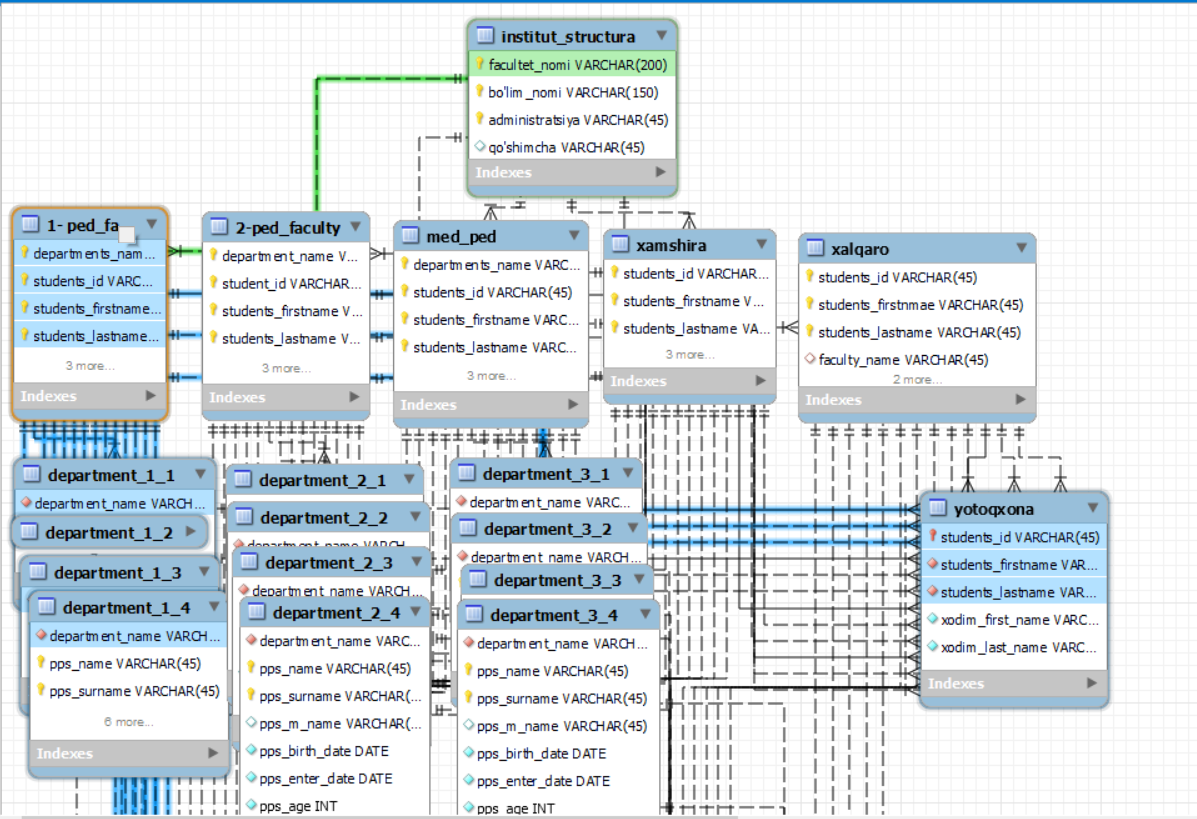 institut_structura
facultet_nomi VARCHAR(200)
bo'lim_nomi VARCHAR(150)
administratsiya VARCHAR(45)
qo'shimcha VARCHAR(45)
Indexes
1- ped_fa
departments_nam...
students_id VARC...
students_firstname...
students_lastname...
3 more...
Indexes
2-ped_faculty
department_name V...
student_id VARCHAR...
students_firstname V...
students_lastname V...
3 more...
Indexes
med_ped
departments_name VARC...
students_id VARCHAR(45)
students_firstname VARC...
students_lastname VARC...
3 more...
Indexes
xamshira
students_id VARCHAR...
students_firstname V...
students_lastname VA...
3 more...
Indexes
xalqaro
students_id VARCHAR(45)
students_firstnmae VARCHAR(45)
students_lastname VARCHAR(45)
faculty_name VARCHAR(45)
2 more...
Indexes
department_1_1
department_name VARCH...
department_1_2
department_1_3
department_1_4
department_name VARCH...
pps_name VARCHAR(45)
pps_surname VARCHAR(45)
6 more...
Indexes
department_2_1
department_2_2
department_name VARCH
department_2_3
department_name VARCH...
department_2_4
department_name VARC...
pps_name VARCHAR(45)
pps_surname VARCHAR(...
pps_m_name VARCHAR(...
pps_birth_date DATE
pps_enter_date DATE
pps_age INT
department_3_1
department_name VARC...
department_3_2
department_name VARCH...
department_3_3
department_3_4
department_name VARCH...
pps_name VARCHAR(45)
pps_surname VARCHAR(45)
pps_m_name VARCHAR(45)
pps_birth_date DATE
pps_enter_date DATE
pps_age INT
yotoqxona
students_id VARCHAR(45)
students_firstname VAR...
students_lastname VAR...
xodim_first_name VARC...
xodim_last_name VARC...
Indexes